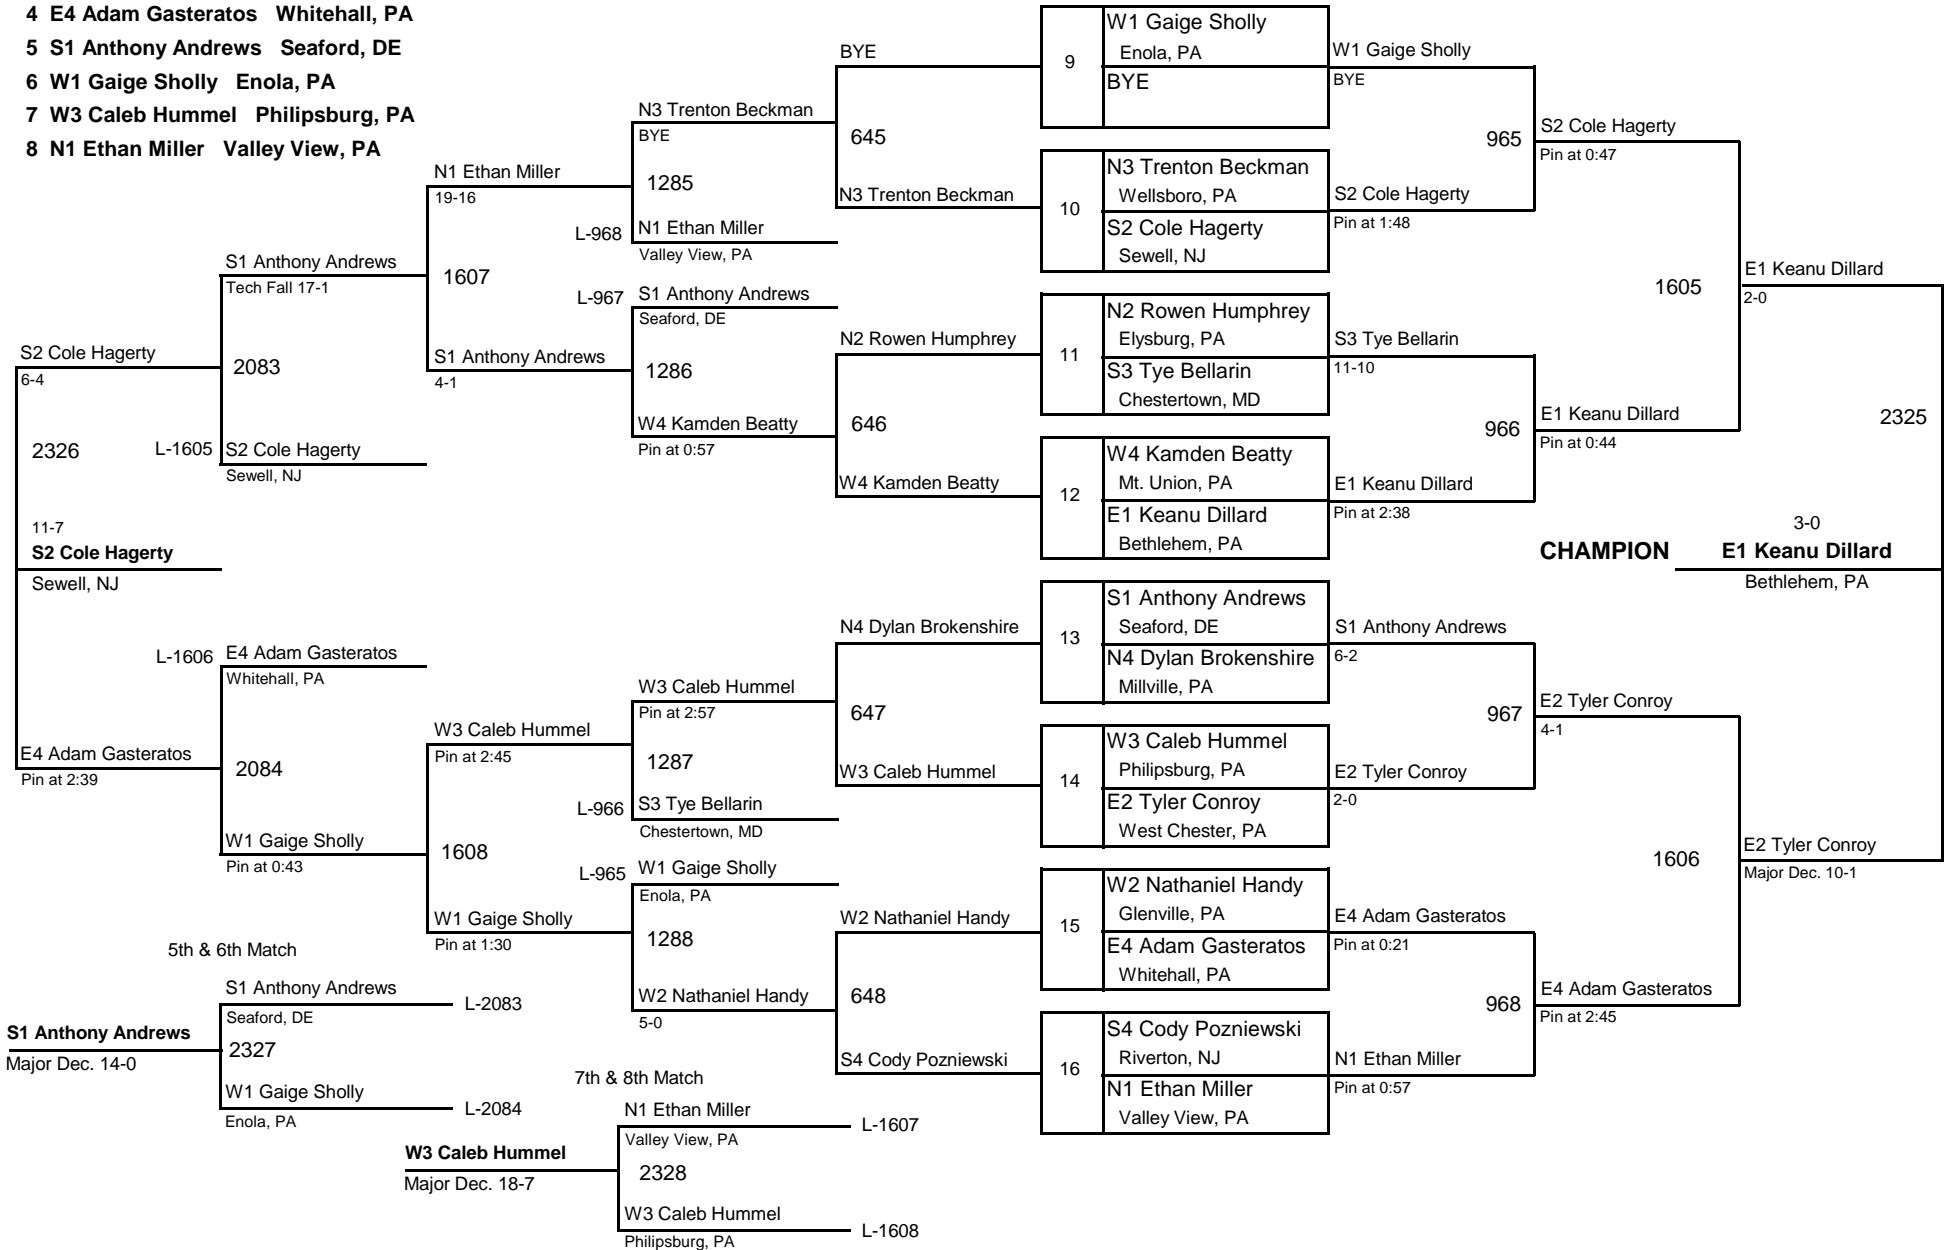 4 E4 Adam Gasteratos Whitehall, PA
5 S1 Anthony Andrews Seaford, DE
6 W1 Gaige Sholly Enola, PA
7 W3 Caleb Hummel Philipsburg, PA
8 N1 Ethan Miller Valley View, PA
S2 Cole Hagerty
6-4
2326
11-7
S2 Cole Hagerty
Sewell, NJ
E4 Adam Gasteratos
Pin at 2:39
S1 Anthony Andrews
Tech Fall 17-1
2083
L-1605
S2 Cole Hagerty
Sewell, NJ
L-1606
E4 Adam Gasteratos
Whitehall, PA
2084
W1 Gaige Sholly
Pin at 0:43
5th & 6th Match
S1 Anthony Andrews
L-2083
Seaford, DE
S1 Anthony Andrews
2327
Major Dec. 14-0
W1 Gaige Sholly
L-2084
Enola, PA
N1 Ethan Miller
19-16
1607
S1 Anthony Andrews
4-1
W3 Caleb Hummel
Pin at 2:45
1608
W1 Gaige Sholly
Pin at 1:30
7th & 8th Match
N1 Ethan Miller
L-1607
Valley View, PA
W3 Caleb Hummel
2328
Major Dec. 18-7
W3 Caleb Hummel
L-1608
Philipsburg, PA
N3 Trenton Beckman
BYE
1285
L-968
N1 Ethan Miller
Valley View, PA
L-967
S1 Anthony Andrews
Seaford, DE
1286
W4 Kamden Beatty
Pin at 0:57
W3 Caleb Hummel
Pin at 2:57
1287
L-966
S3 Tye Bellarin
Chestertown, MD
L-965
W1 Gaige Sholly
Enola, PA
1288
W2 Nathaniel Handy
5-0
BYE
645
N3 Trenton Beckman
N2 Rowen Humphrey
646
W4 Kamden Beatty
N4 Dylan Brokenshire
647
W3 Caleb Hummel
W2 Nathaniel Handy
648
S4 Cody Pozniewski
W1 Gaige Sholly
Enola, PA
9
BYE
N3 Trenton Beckman
Wellsboro, PA
10
S2 Cole Hagerty
Sewell, NJ
N2 Rowen Humphrey
Elysburg, PA
11
S3 Tye Bellarin
Chestertown, MD
W4 Kamden Beatty
Mt. Union, PA
12
E1 Keanu Dillard
Bethlehem, PA
S1 Anthony Andrews
Seaford, DE
13
N4 Dylan Brokenshire
Millville, PA
W3 Caleb Hummel
Philipsburg, PA
14
E2 Tyler Conroy
West Chester, PA
W2 Nathaniel Handy
Glenville, PA
15
E4 Adam Gasteratos
Whitehall, PA
S4 Cody Pozniewski
Riverton, NJ
16
N1 Ethan Miller
Valley View, PA
W1 Gaige Sholly
BYE
965
S2 Cole Hagerty
Pin at 1:48
S3 Tye Bellarin
11-10
966
E1 Keanu Dillard
Pin at 2:38
S1 Anthony Andrews
6-2
967
E2 Tyler Conroy
2-0
E4 Adam Gasteratos
Pin at 0:21
968
N1 Ethan Miller
Pin at 0:57
S2 Cole Hagerty
Pin at 0:47
1605
E1 Keanu Dillard
Pin at 0:44
E2 Tyler Conroy
4-1
1606
E4 Adam Gasteratos
Pin at 2:45
E1 Keanu Dillard
2-0
2325
3-0
CHAMPION E1 Keanu Dillard
Bethlehem, PA
E2 Tyler Conroy
Major Dec. 10-1